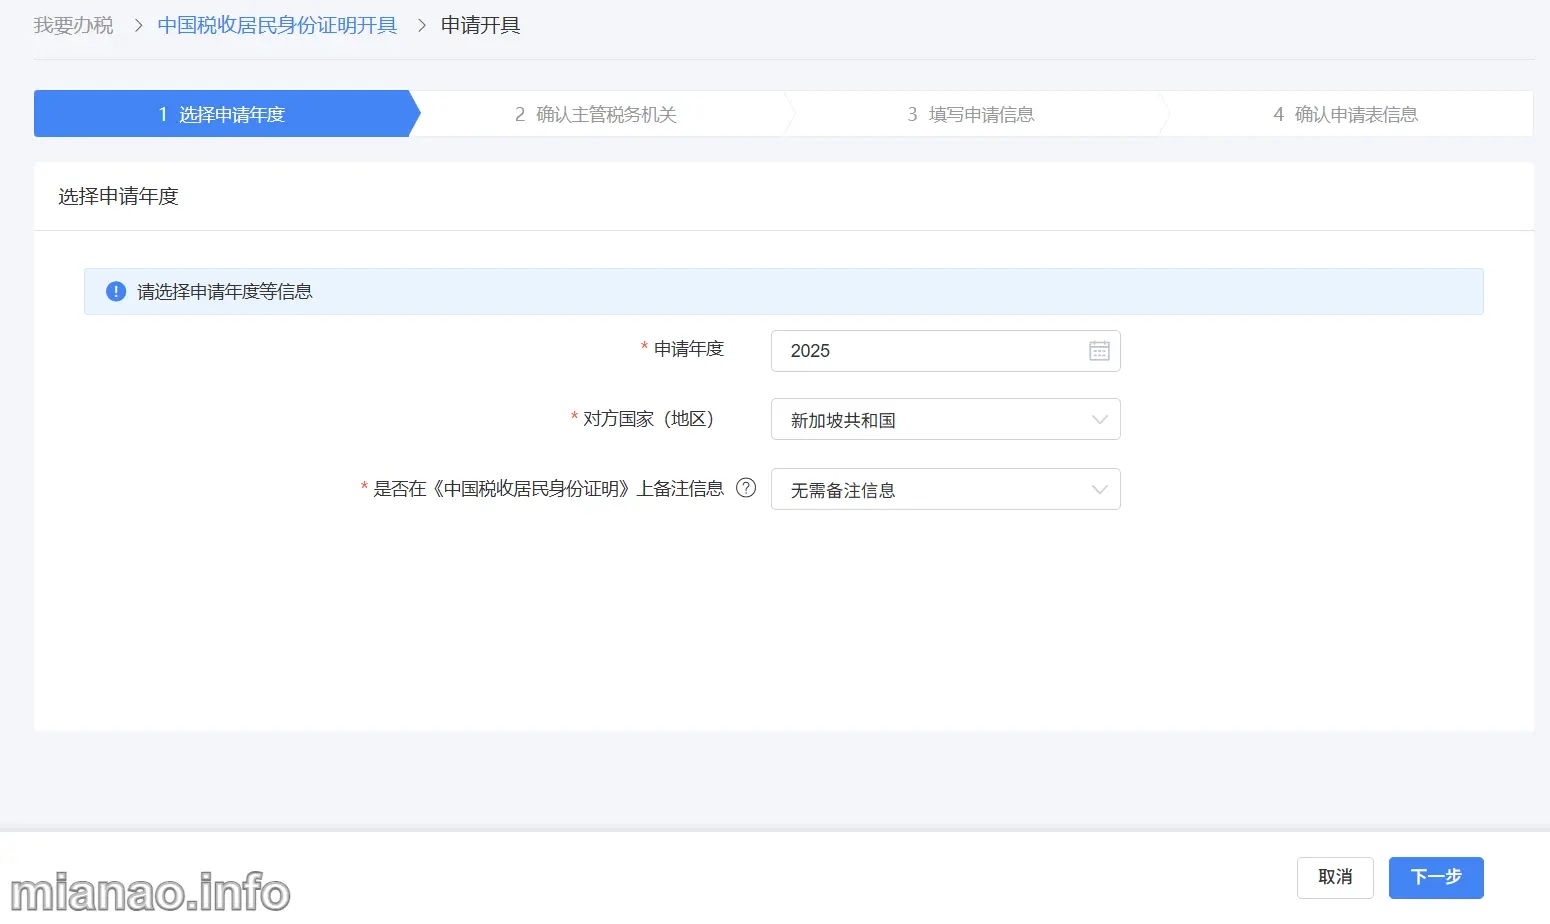 我要办税 > 中国税收居民身份证明开具 > 申请开具
1 选择申请年度
2 确认主管税务机关
3 填写申请信息
4 确认申请表信息
选择申请年度
! 请选择申请年度等信息
* 申请年度 2025
* 对方国家（地区） 新加坡共和国
* 是否在《中国税收居民身份证明》上备注信息 ? 无需备注信息
取消 下一步
mianao.info